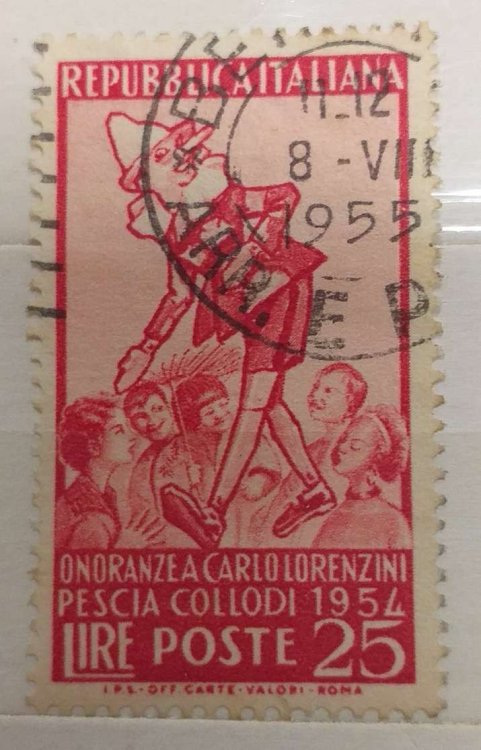 REPUBBLICA ITALIANA
11-12
8-VIII
1955
ARR. E P
ONORANZE A CARLO LORENZINI
PESCIA COLLODI 1954
LIRE POSTE 25
I.P.S.-OFF. CARTE-VALORI-ROMA